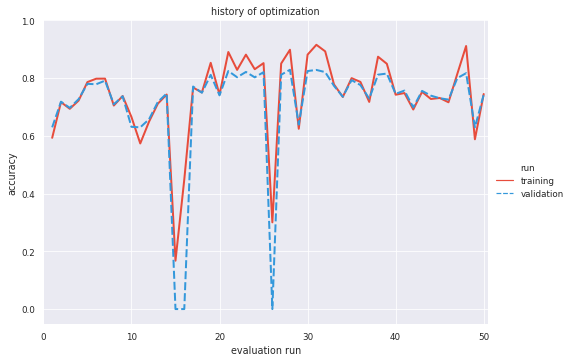 history of optimization
accuracy
1.0
0.8
0.6
0.4
0.2
0.0
0
10
20
30
40
50
evaluation run
run
training
validation